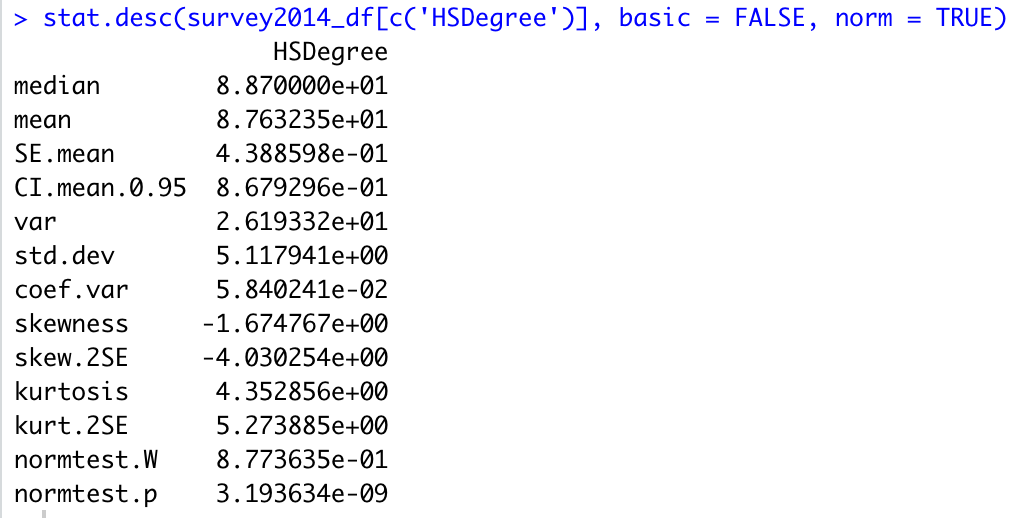 > stat.desc(survey2014_df[c('HSDegree')], basic = FALSE, norm = TRUE)
HSDegree
median 8.870000e+01
mean 8.763235e+01
SE.mean 4.388598e-01
CI.mean.0.95 8.679296e-01
var 2.619332e+01
std.dev 5.117941e+00
coef.var 5.840241e-02
skewness -1.674767e+00
skew.2SE -4.030254e+00
kurtosis 4.352856e+00
kurt.2SE 5.273885e+00
normtest.W 8.773635e-01
normtest.p 3.193634e-09